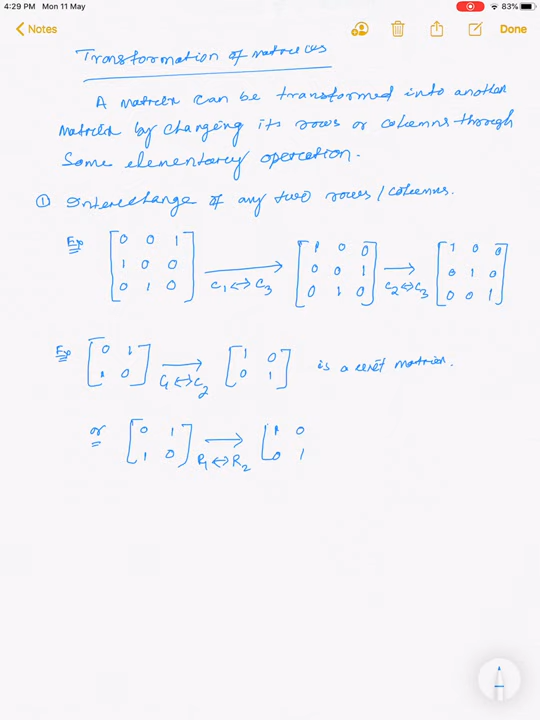 4:29 PM Mon 11 May 83%
Notes Done
Transformation of matrices
A matrix can be transformed into another
matrix by changing its rows or columns through
some elementary operation.
① Interchange of any two rows/columns.
Exp [0 0 1; 1 0 0; 0 1 0] → C₁↔C₃ [1 0 0; 0 0 1; 0 1 0] → C₂↔C₃ [1 0 0; 0 1 0; 0 0 1]
Exp [0 1; 1 0] → C₁↔C₂ [1 0; 0 1] is a unit matrix.
or [0 1; 1 0] → R₁↔R₂ [1 0; 0 1